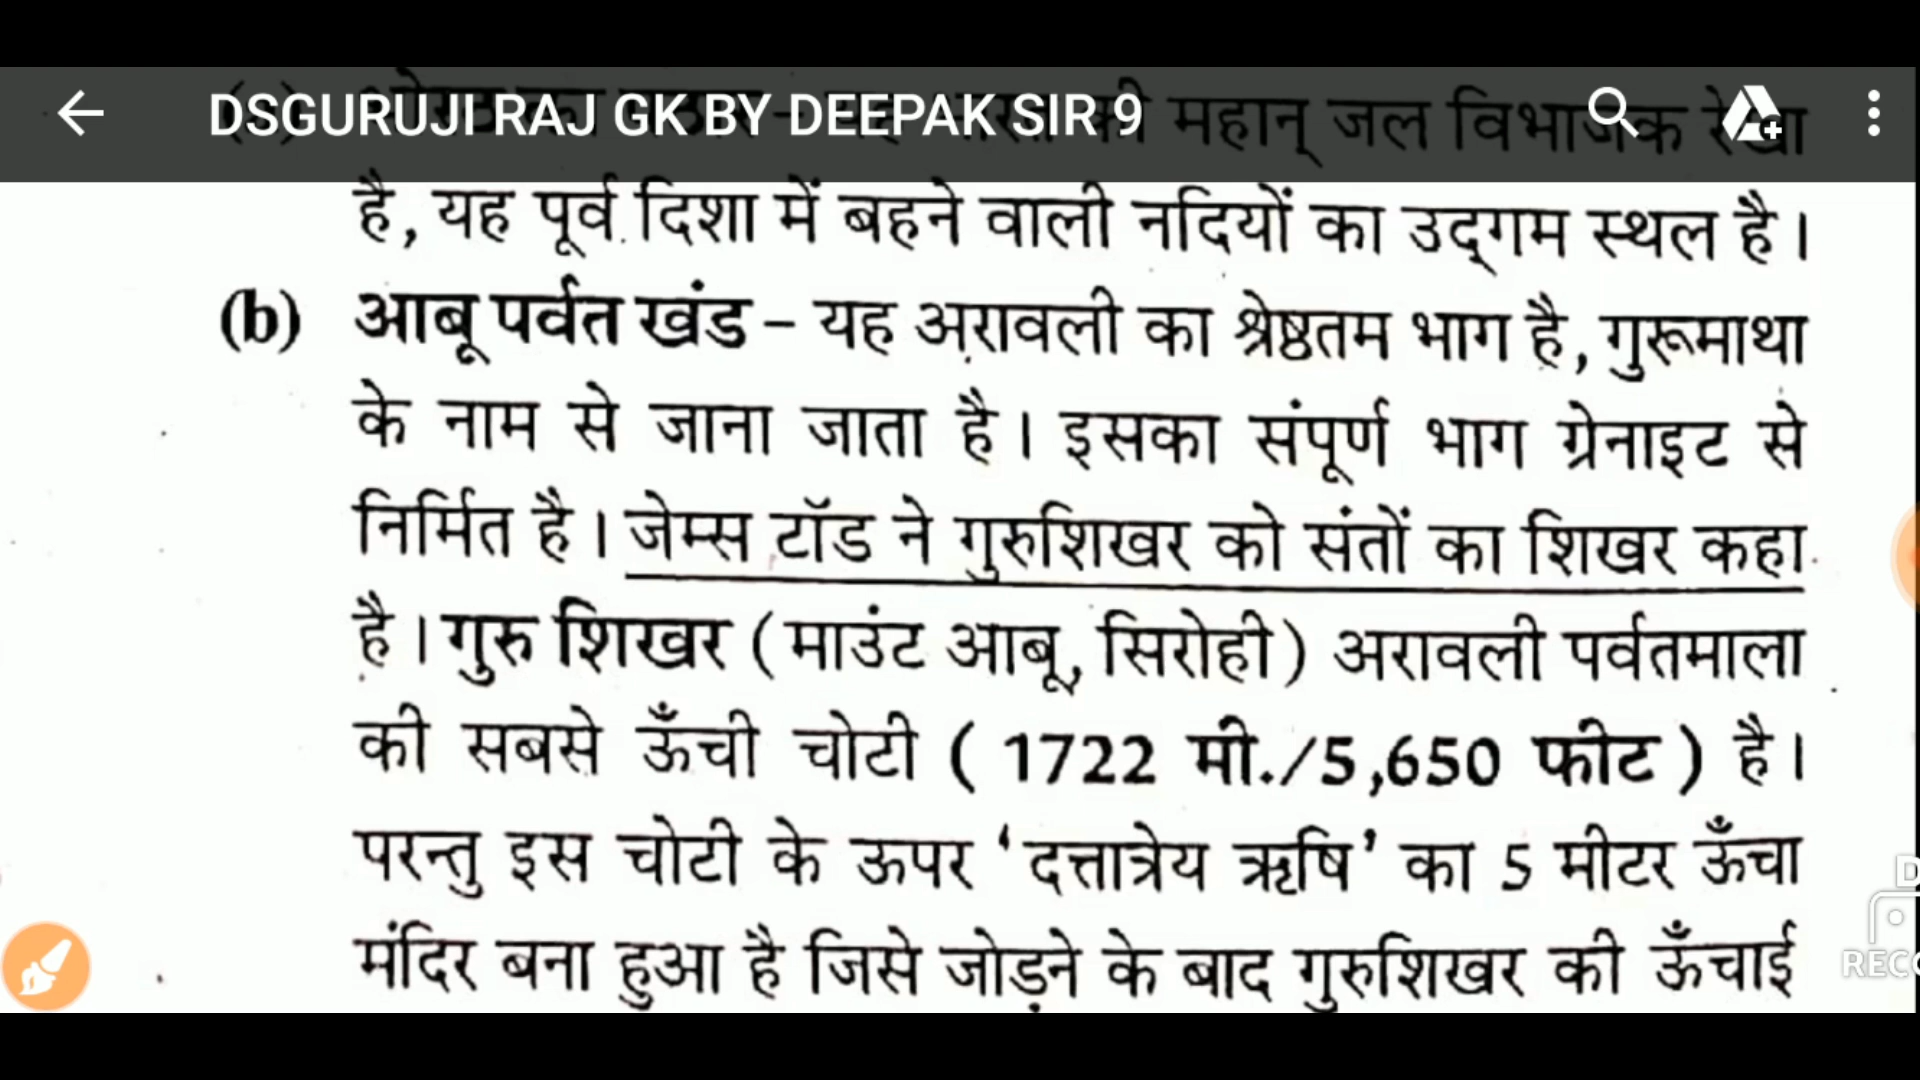 DSGURUJI RAJ GK BY DEEPAK SIR 9
महान् जल विभाजक रेखा
है, यह पूर्व दिशा में बहने वाली नदियों का उद्गम स्थल है।
(b) आबू पर्वत खंड – यह अरावली का श्रेष्ठतम भाग है, गुरूमाथा
के नाम से जाना जाता है। इसका संपूर्ण भाग ग्रेनाइट से
निर्मित है। जेम्स टॉड ने गुरुशिखर को संतों का शिखर कहा
है। गुरु शिखर (माउंट आबू, सिरोही) अरावली पर्वतमाला
की सबसे ऊँची चोटी (1722 मी./5,650 फीट) है।
परन्तु इस चोटी के ऊपर ‘दत्तात्रेय ऋषि’ का 5 मीटर ऊँचा
मंदिर बना हुआ है जिसे जोड़ने के बाद गुरुशिखर की ऊँचाई